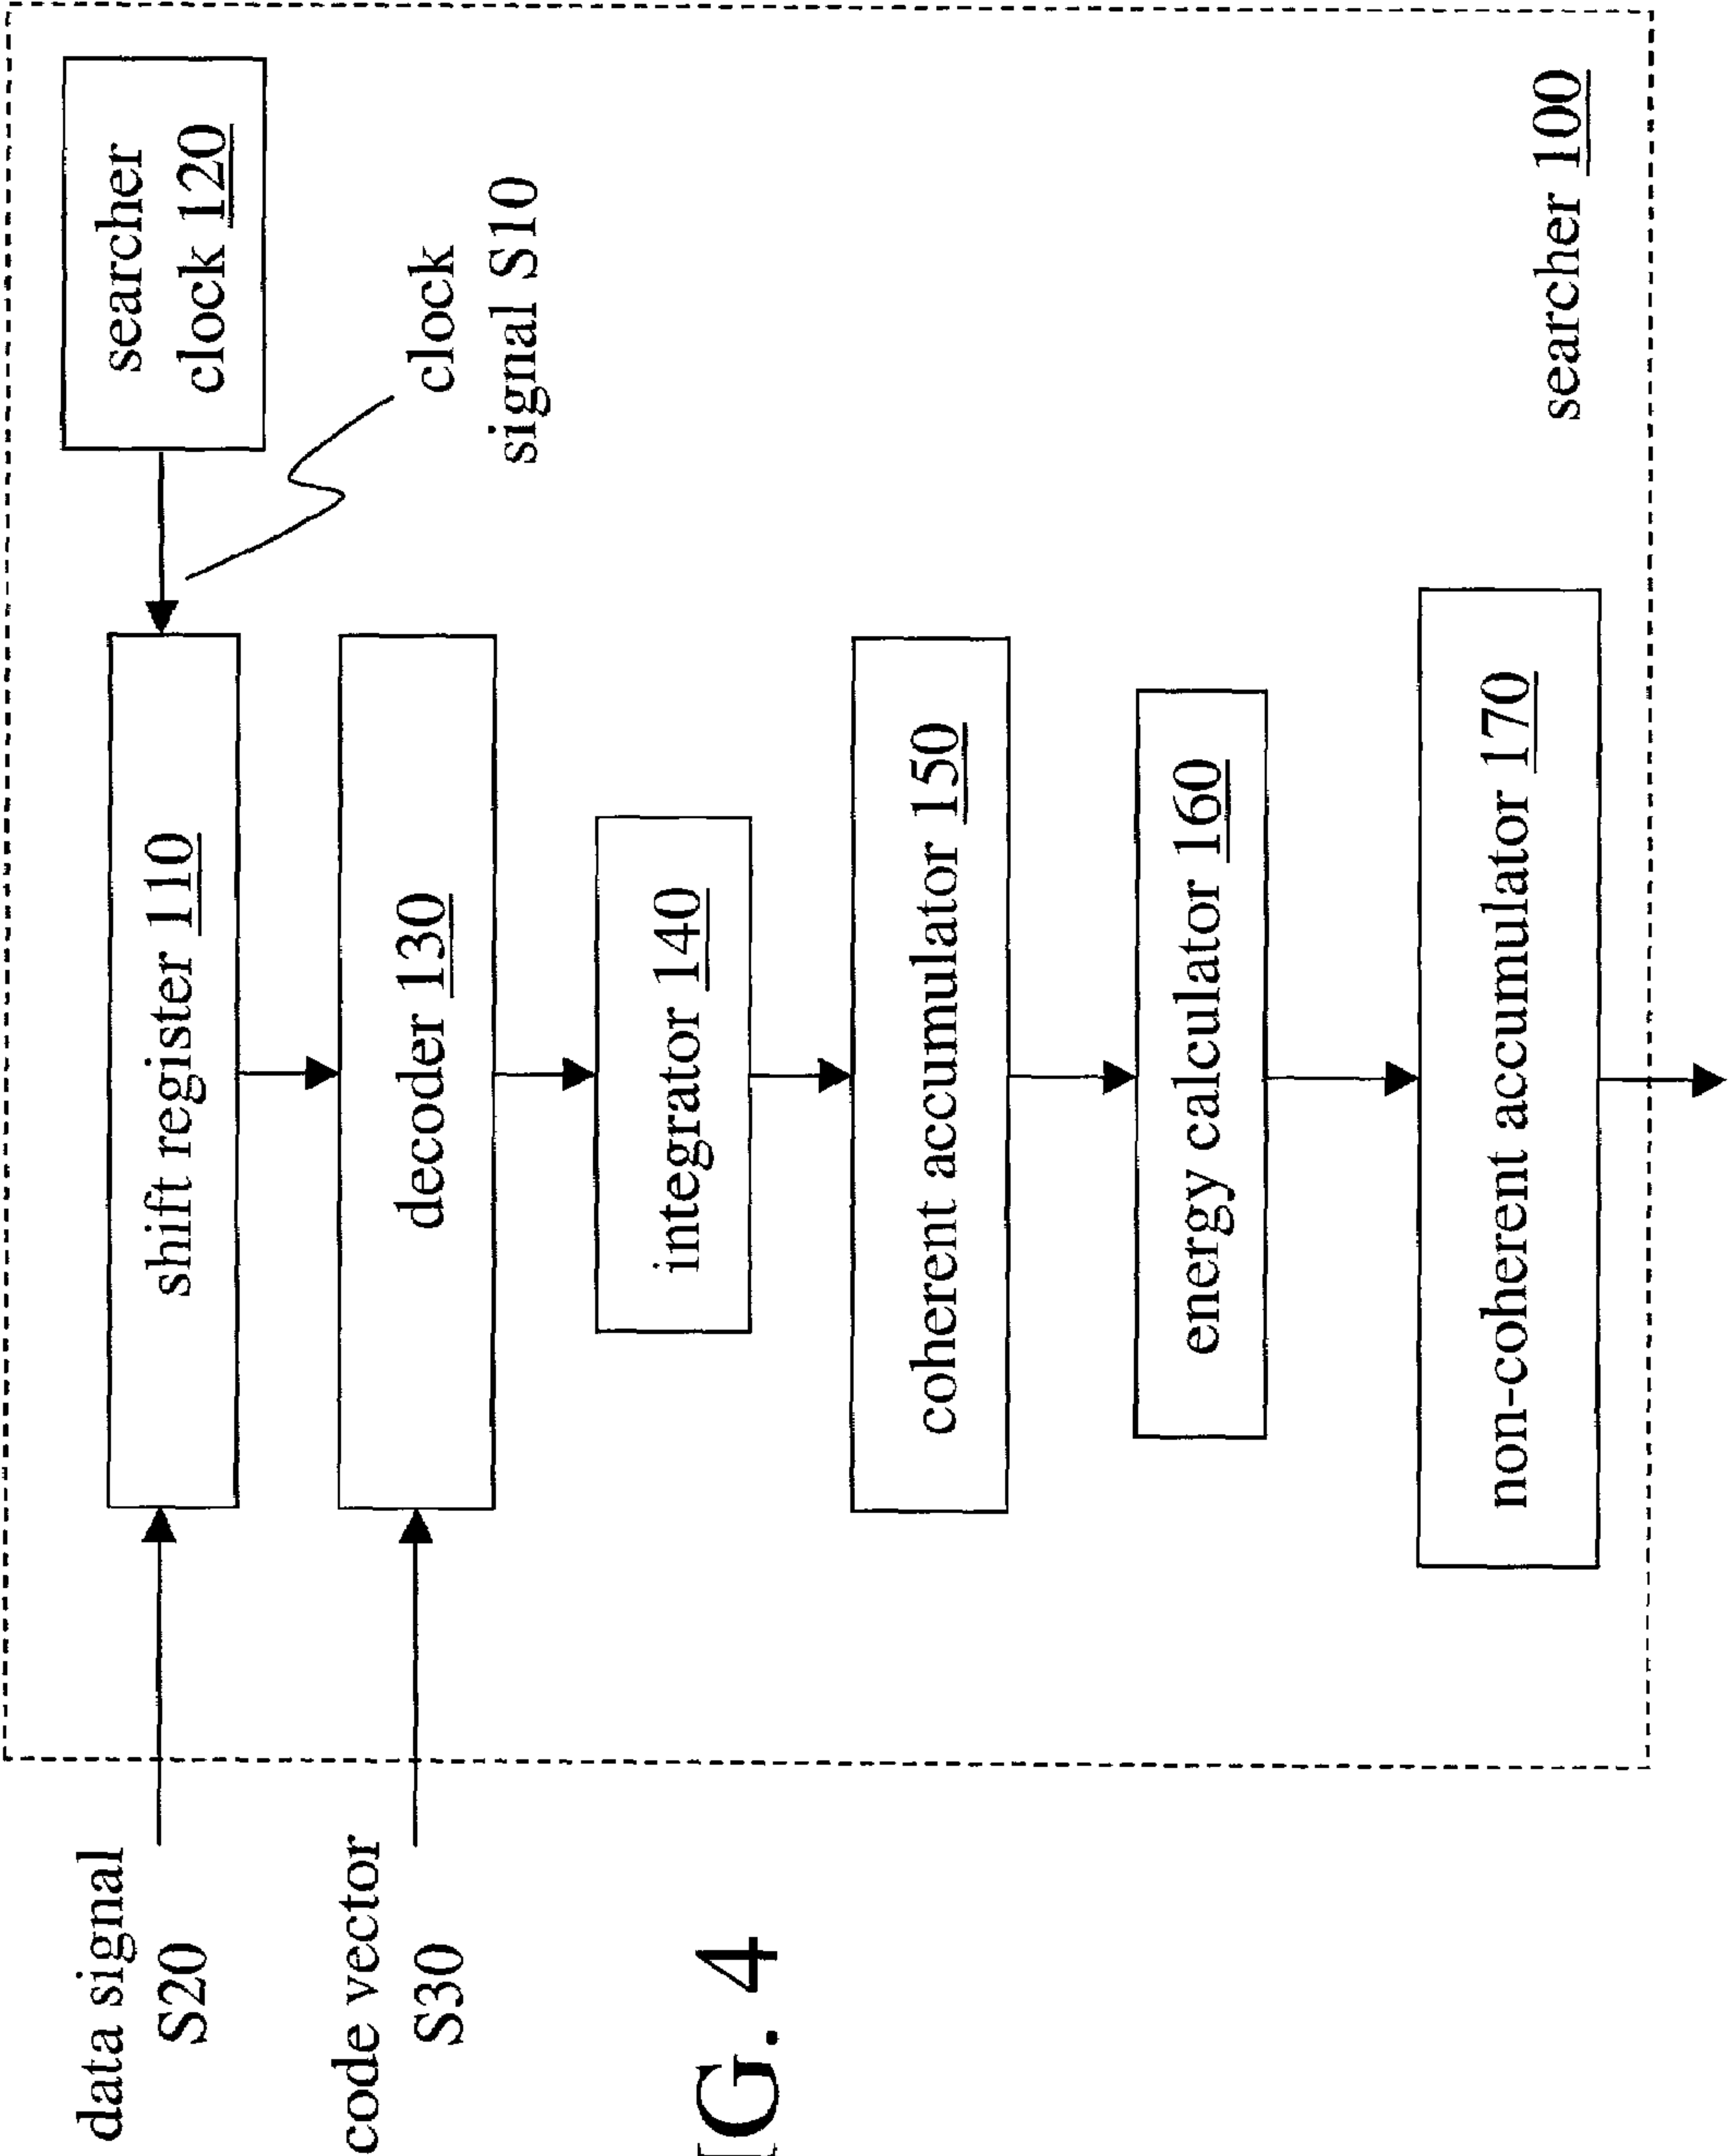 data signal
S20
code vector
S30
searcher
clock 120
clock
signal S10
shift register 110
decoder 130
integrator 140
coherent accumulator 150
energy calculator 160
non-coherent accumulator 170
searcher 100
G. 4